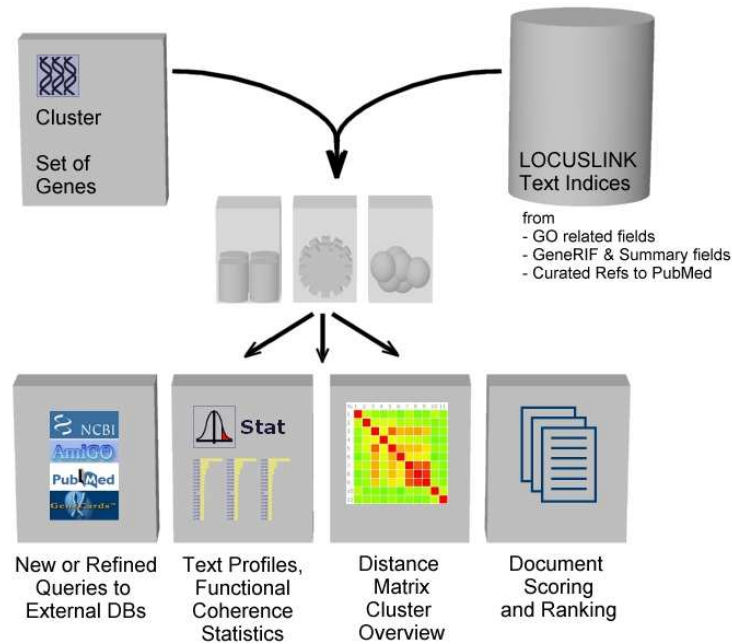 Cluster
Set of
Genes
LOCUSLINK
Text Indices
from
- GO related fields
- GeneRIF & Summary fields
- Curated Refs to PubMed
NCBI
AmiGO
PubMed
GeneCards™
Stat
New or Refined
Queries to
External DBs
Text Profiles,
Functional
Coherence
Statistics
Distance
Matrix
Cluster
Overview
Document
Scoring
and Ranking